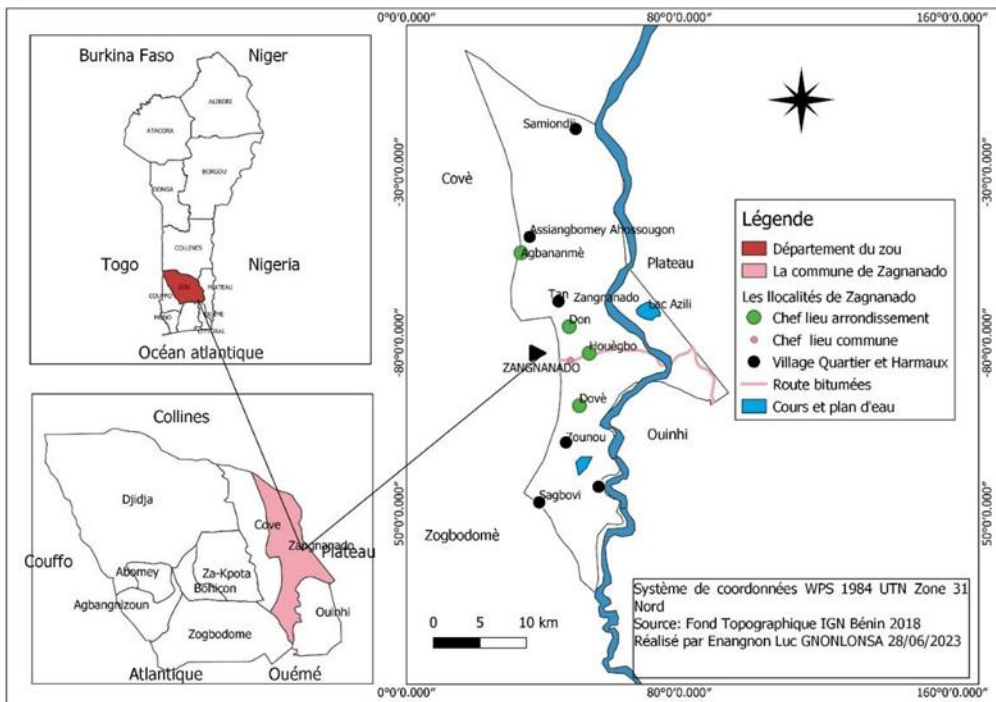 Burkina Faso
Niger
ALIBORI
ATACORA
BORGOU
DONGA
COLLINES
Togo
Nigeria
ZOU
PLATEAU
COUFFO
MONO
LITTORAL
Océan atlantique
Collines
Djidja
Cove
Zangnanado
Plateau
Couffo
Abomey
Za-Kpota
Bohicon
Agbangnizoun
Ouinhi
Zogbodome
Atlantique
Ouémé
0°0'0.000"
80°0'0.000"
160°0'0.000"
Samiondji
Covè
Assiangbomey Ahossougon
Agbananmè
Plateau
Tan
Zangnanado
Lac Azili
Don
Houègbo
ZANGNANADO
Dovè
Zounou
Ouinhi
Sagbovi
Zogbodomè
-30°0'0.000"
-80°0'0.000"
50°0'0.000"
0
5
10 km
Légende
Département du zou
La commune de Zagnanado
Les llocalités de Zagnanado
Chef lieu arrondissement
Chef lieu commune
Village Quartier et Harmaux
Route bitumées
Cours et plan d'eau
Système de coordonnées WPS 1984 UTN Zone 31
Nord
Source: Fond Topographique IGN Bénin 2018
Réalisé par Enangnon Luc GNONLONSA 28/06/2023
0°0'0.000"
80°0'0.000"
160°0'0.000"